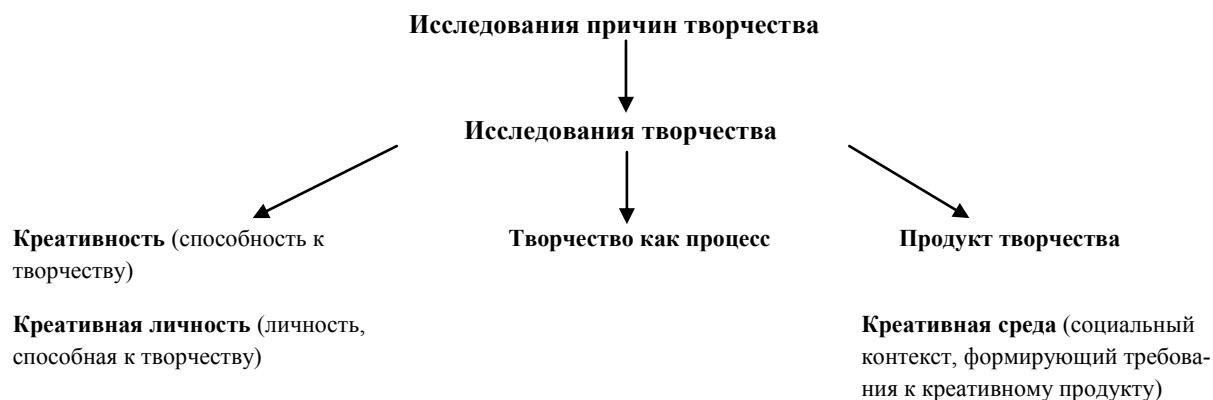 Исследования причин творчества
Исследования творчества
Креативность (способность к
творчеству)
Творчество как процесс
Продукт творчества
Креативная личность (личность,
способная к творчеству)
Креативная среда (социальный
контекст, формирующий требова-
ния к креативному продукту)